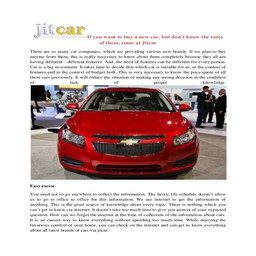 Jitcar
If you want to buy a new car, but don't know the rates
of them, come at Jitcar
There are so many car companies, which are providing various new brands. If we plan to buy
anyone from them, this is really necessary to know about them completely because they all are
having different – different features. And, the need of features can be different for every person.
Car is a big investment. It takes time to decide that which car is suitable for us, in the context of
features and in the context of budget both. This is very necessary to know the price quote of all
these cars previously. It will reduce the situation of making any wrong decision in the condition
of lack of proper knowledge.
Easy access
You need not to go anywhere to collect the information. The hectic life schedule doesn't allow
us to go to office to office for this information. We use internet to get the information of
anything. This is the great source of knowledge about every topic. There is nothing which you
can't get to know via internet. It doesn't take too much time to give you answer of your expected
question. How can we forget the internet at the time of collection of the information about cars.
It is an easiest way to know everything without spending too much time. While enjoying the
luxurious comfort of your home, you can check on the internet and can get to know everything
about all latest brands of cars via jitcar.